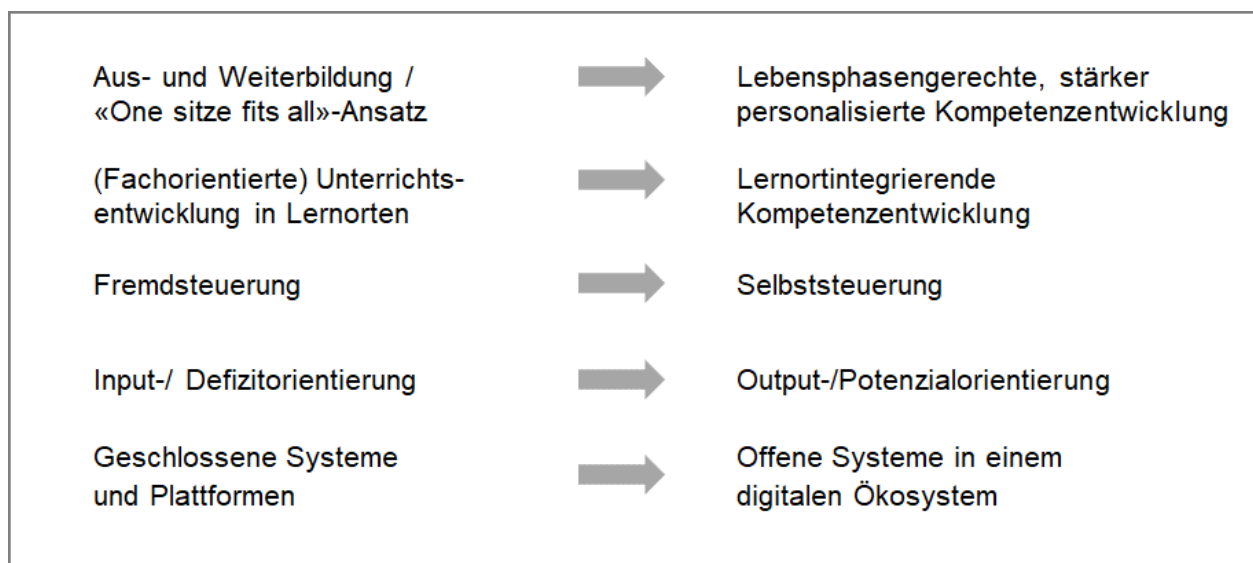 Aus- und Weiterbildung /
«One sitze fits all»-Ansatz
Lebensphasengerechte, stärker
personalisierte Kompetenzentwicklung
(Fachorientierte) Unterrichts-
entwicklung in Lernorten
Lernortintegrierende
Kompetenzentwicklung
Fremdsteuerung
Selbststeuerung
Input-/ Defizitorientierung
Output-/Potenzialorientierung
Geschlossene Systeme
und Plattformen
Offene Systeme in einem
digitalen Ökosystem